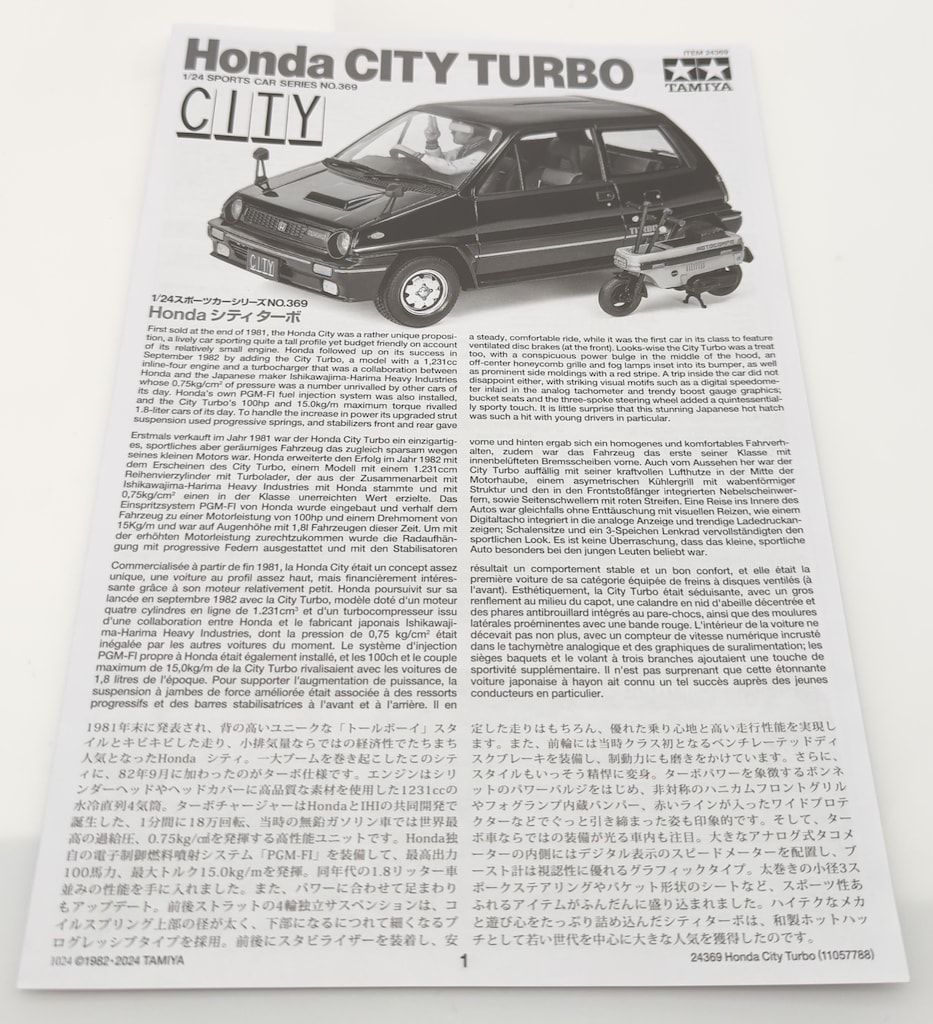 Honda CITY TURBO
1/24 SPORTS CAR SERIES NO.369
ITEM 24369
TAMIYA
CITY
CITY
TURBO
MOTOCOMPO
1/24スポーツカーシリーズNO.369
Honda シティ ターボ
First sold at the end of 1981, the Honda City was a rather unique proposi-
tion, a lively car sporting quite a tall profile yet budget friendly on account
of its relatively small engine. Honda followed up on its success in
September 1982 by adding the City Turbo, a model with a 1,231cc
inline-four engine and a turbocharger that was a collaboration between
Honda and the Japanese maker Ishikawajima-Harima Heavy Industries
whose 0.75kg/cm² of pressure was a number unrivalled by other cars of
its day. Honda's own PGM-FI fuel injection system was also installed,
and the City Turbo's 100hp and 15.0kg/m maximum torque rivalled
1.8-liter cars of its day. To handle the increase in power its upgraded strut
suspension used progressive springs, and stabilizers front and rear gave
a steady, comfortable ride, while it was the first car in its class to feature
ventilated disc brakes (at the front). Looks-wise the City Turbo was a treat
too, with a conspicuous power bulge in the middle of the hood, an
off-center honeycomb grille and fog lamps inset into its bumper, as well
as prominent side moldings with a red stripe. A trip inside the car did not
disappoint either, with striking visual motifs such as a digital speedome-
ter inlaid in the analog tachometer and trendy boost gauge graphics;
bucket seats and the three-spoke steering wheel added a quintessential-
ly sporty touch. It is little surprise that this stunning Japanese hot hatch
was such a hit with young drivers in particular.
Erstmals verkauft im Jahr 1981 war der Honda City Turbo ein einzigarti-
ges, sportliches aber geräumiges Fahrzeug das zugleich sparsam wegen
seines kleinen Motors war. Honda erweiterte den Erfolg im Jahr 1982 mit
dem Erscheinen des City Turbo, einem Modell mit einem 1.231ccm
Reihenvierzylinder mit Turbolader, der aus der Zusammenarbeit mit
Ishikawajima-Harima Heavy Industries mit Honda stammte und mit
0,75kg/cm² einen in der Klasse unerreichten Wert erzielte. Das
Einspritzsystem PGM-FI von Honda wurde eingebaut und verhalf dem
Fahrzeug zu einer Motorleistung von 100hp und einem Drehmoment von
15Kg/m und war auf Augenhöhe mit 1,8l Fahrzeugen dieser Zeit. Um mit
der erhöhten Motorleistung zurechtzukommen wurde die Radaufhän-
gung mit progressive Federn ausgestattet und mit den Stabilisatoren
vorne und hinten ergab sich ein homogenes und komfortables Fahrverh-
alten, zudem war das Fahrzeug das erste seiner Klasse mit
innenbelüfteten Bremsscheiben vorne. Auch vom Aussehen her war der
City Turbo auffällig mit seiner kraftvollen Lufthutze in der Mitte der
Motorhaube, einem asymetrischen Kühlergrill mit wabenförmiger
Struktur und den in den Frontstoßfänger integrierten Nebelscheinwer-
fern, sowie Seitenschwellern mit roten Streifen. Eine Reise ins Innere des
Autos war gleichfalls ohne Enttäuschung mit visuellen Reizen, wie einem
Digitaltacho integriert in die analoge Anzeige und trendige Ladedruckan-
zeigen; Schalensitze und ein 3-Speichen Lenkrad vervollständigten den
sportlichen Look. Es ist keine Überraschung, dass das kleine, sportliche
Auto besonders bei den jungen Leuten beliebt war.
Commercialisée à partir de fin 1981, la Honda City était un concept assez
unique, une voiture au profil assez haut, mais financièrement intéres-
sante grâce à son moteur relativement petit. Honda poursuivit sur sa
lancée en septembre 1982 avec la City Turbo, modèle doté d'un moteur
quatre cylindres en ligne de 1.231cm³ et d'un turbocompresseur issu
d'une collaboration entre Honda et le fabricant japonais Ishikawaji-
ma-Harima Heavy Industries, dont la pression de 0,75 kg/cm² était
inégalée par les autres voitures du moment. Le système d'injection
PGM-FI propre à Honda était également installé, et les 100ch et le couple
maximum de 15,0kg/m de la City Turbo rivalisaient avec les voitures de
1,8 litres de l'époque. Pour supporter l'augmentation de puissance, la
suspension à jambes de force améliorée était associée à des ressorts
progressifs et des barres stabilisatrices à l'avant et à l'arrière. Il en
résultait un comportement stable et un bon confort, et elle était la
première voiture de sa catégorie équipée de freins à disques ventilés (à
l'avant). Esthétiquement, la City Turbo était séduisante, avec un gros
renflement au milieu du capot, une calandre en nid d'abeille décentrée et
des phares antibrouillard intégrés au pare-chocs, ainsi que des moulures
latérales proéminentes avec une bande rouge. L'intérieur de la voiture ne
décevait pas non plus, avec un compteur de vitesse numérique incrusté
dans le tachymètre analogique et des graphiques de suralimentation; les
sièges baquets et le volant à trois branches ajoutaient une touche de
sportivité supplémentaire. Il n'est pas surprenant que cette étonnante
voiture japonaise à hayon ait connu un tel succès auprès des jeunes
conducteurs en particulier.
1981年末に発表され、背の高いユニークな「トールボーイ」スタ
イルとキビキビした走り、小排気量ならではの経済性でたちまち
人気となったHonda シティ。一大ブームを巻き起こしたこのシテ
ィに、82年9月に加わったのがターボ仕様です。エンジンはシリ
ンダーヘッドやヘッドカバーに高品質な素材を使用した1231ccの
水冷直列4気筒。ターボチャージャーはHondaとIHIの共同開発で
誕生した、1分間に18万回転、当時の無鉛ガソリン車では世界最
高の過給圧、0.75kg/㎠を発揮する高性能ユニットです。Honda独
自の電子制御燃料噴射システム「PGM-FI」を装備して、最高出力
100馬力、最大トルク15.0kg/mを発揮。同年代の1.8リッター車
並みの性能を手に入れました。また、パワーに合わせて足まわり
もアップデート。前後ストラットの4輪独立サスペンションは、コ
イルスプリング上部の径が太く、下部になるにつれて細くなるプ
ログレッシブタイプを採用。前後にスタビライザーを装着し、安
定した走りはもちろん、優れた乗り心地と高い走行性能を実現し
ます。また、前輪には当時クラス初となるベンチレーテッドディ
スクブレーキを装備し、制動力にも磨きをかけています。さらに、
スタイルもいっそう精悍に変身。ターボパワーを象徴するボンネ
ットのパワーバルジをはじめ、非対称のハニカムフロントグリル
やフォグランプ内蔵バンパー、赤いラインが入ったワイドプロテ
クターなどでぐっと引き締まった姿も印象的です。そして、ター
ボ車ならではの装備が光る車内も注目。大きなアナログ式タコメ
ーターの内側にはデジタル表示のスピードメーターを配置し、ブ
ースト計は視認性に優れるグラフィックタイプ。太巻きの小径3ス
ポークステアリングやバケット形状のシートなど、スポーツ性あ
ふれるアイテムがふんだんに盛り込まれました。ハイテクなメカ
と遊び心をたっぷり詰め込んだシティターボは、和製ホットハッ
チとして若い世代を中心に大きな人気を獲得したのです。
1024 ©1982・2024 TAMIYA
1
24369 Honda City Turbo (11057788)